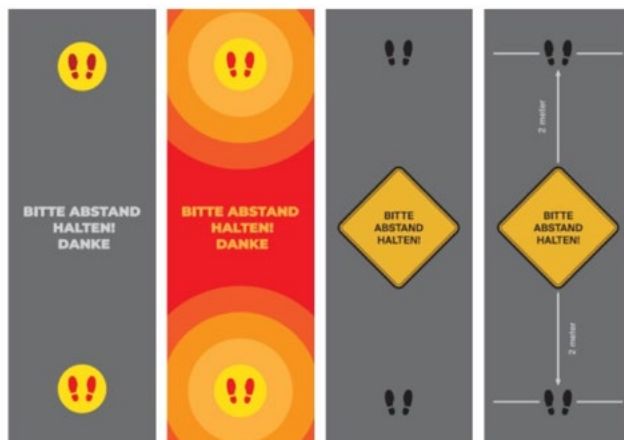 BITTE ABSTAND
HALTEN!
DANKE
BITTE ABSTAND
HALTEN!
DANKE
BITTE
ABSTAND
HALTEN!
2 meter
BITTE
ABSTAND
HALTEN!
2 meter